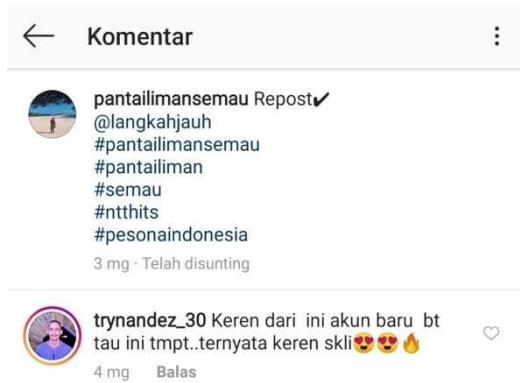 Komentar
pantailimansemau Repost✔
@langkahjauh
#pantailimansemau
#pantailiman
#semau
#ntthits
#pesonaindonesia
3 mg · Telah disunting
trynandez_30 Keren dari ini akun baru bt
tau ini tmpt..ternyata keren skli😍😍🔥
4 mg Balas